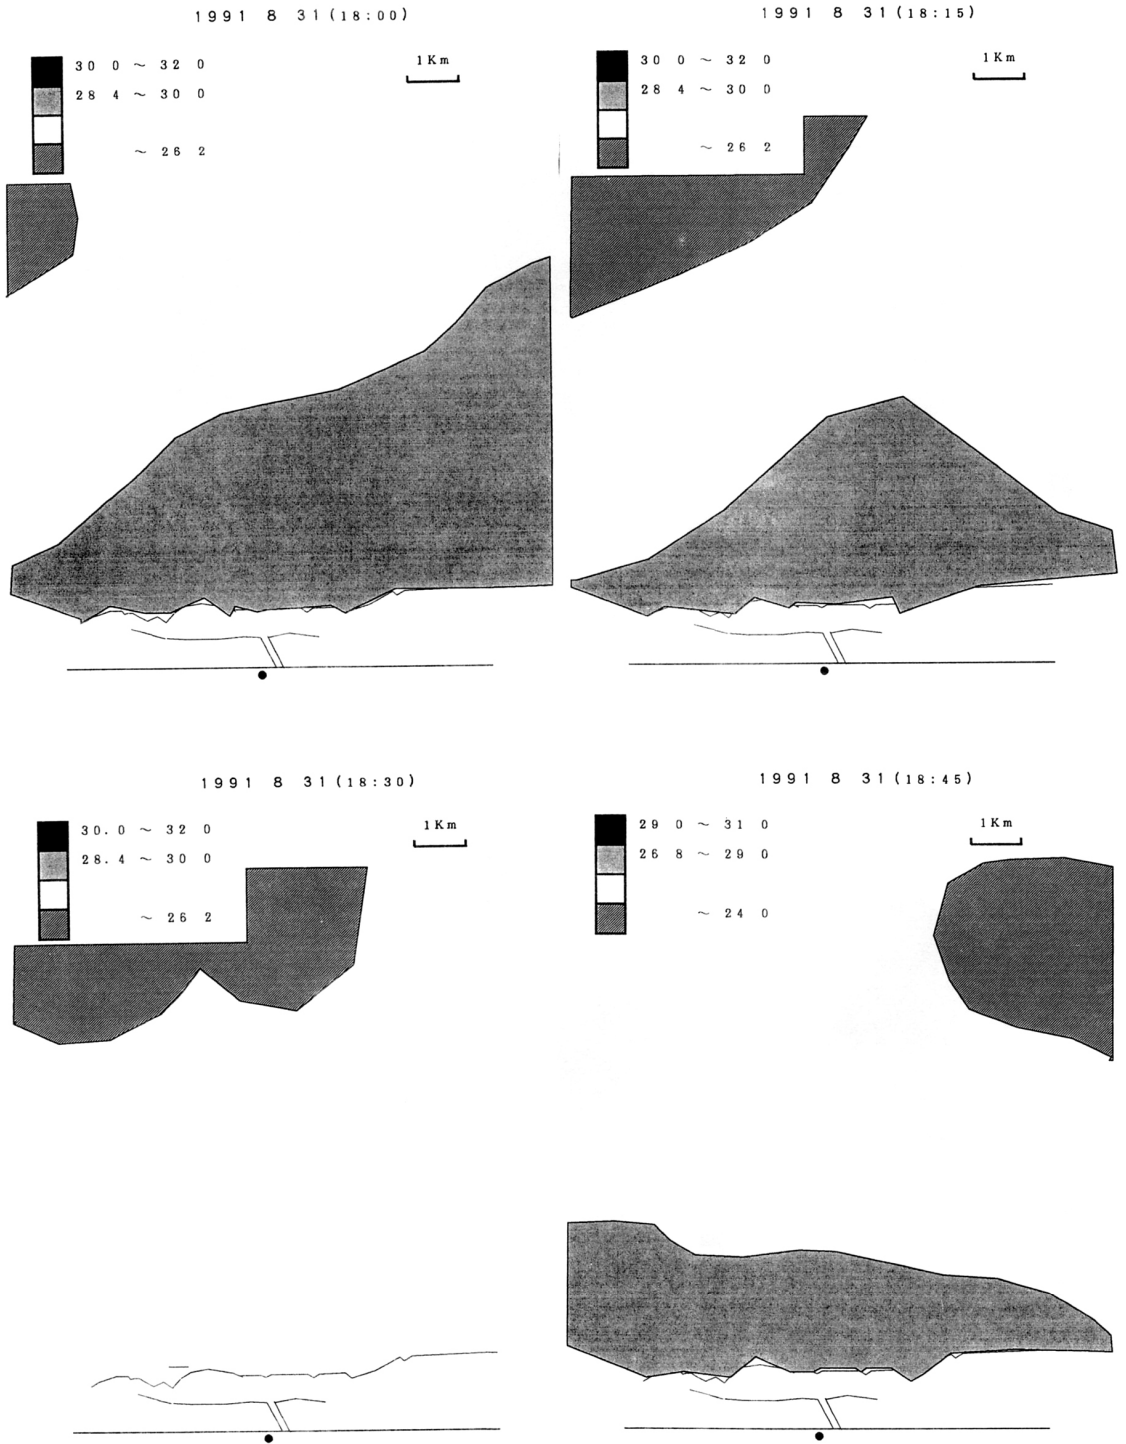 1991 8 31(18:00)
1Km
30 0 ~ 32 0
28 4 ~ 30 0
~ 26 2
1991 8 31(18:15)
1Km
30 0 ~ 32 0
28 4 ~ 30 0
~ 26 2
1991 8 31(18:30)
1Km
30.0 ~ 32 0
28.4 ~ 30 0
~ 26 2
1991 8 31(18:45)
1Km
29 0 ~ 31 0
26 8 ~ 29 0
~ 24 0